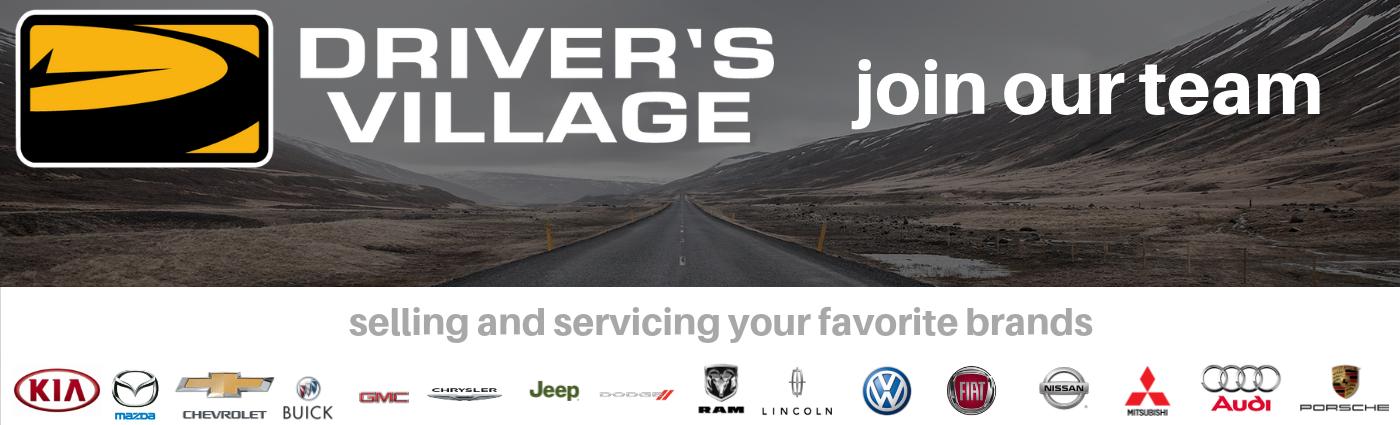 DRIVER'S
VILLAGE
join our team
selling and servicing your favorite brands
KIA
mazda
CHEVROLET
BUICK
GMC
CHRYSLER
Jeep
DODGE
RAM
LINCOLN
FIAT
NISSAN
MITSUBISHI
Audi
PORSCHE